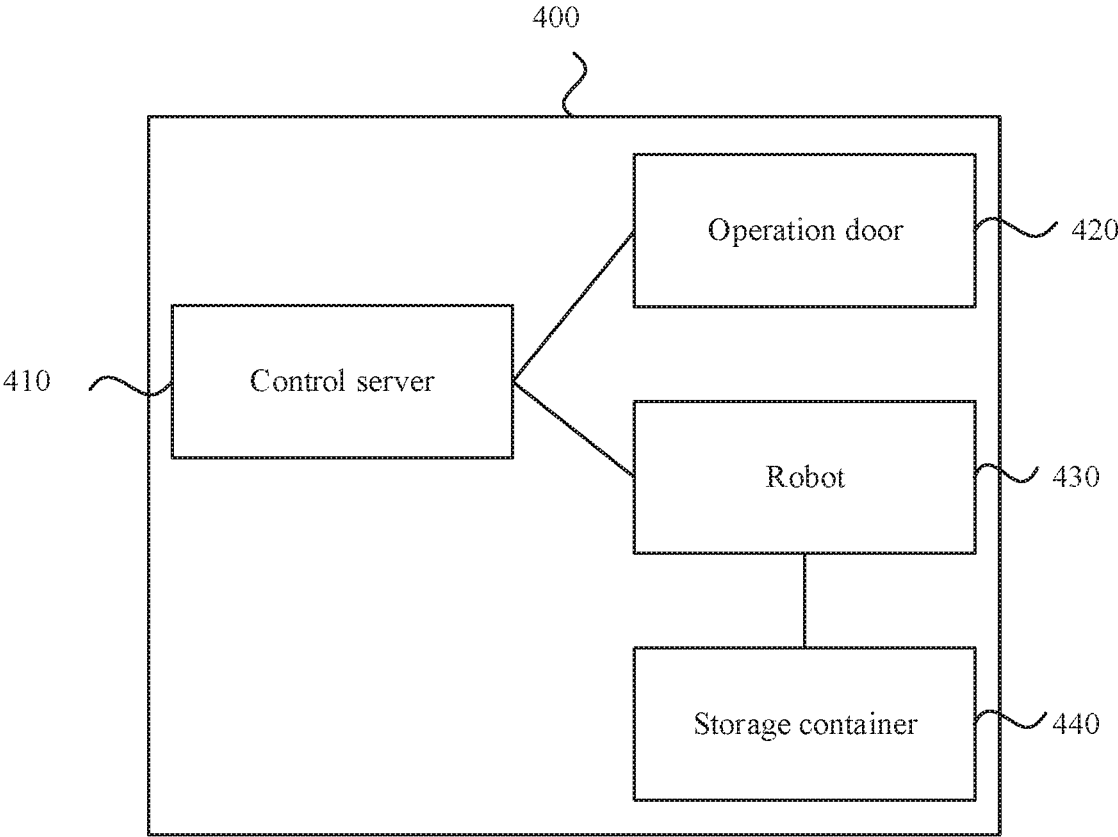 400
Operation door
420
410
Control server
Robot
430
Storage container
440